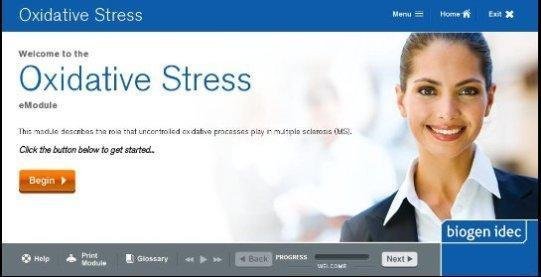 Oxidative Stress
Menu Home Exit
Welcome to the
Oxidative Stress
eModule
This module describes the role that uncontrolled oxidative processes play in multiple sclerosis (MS).
Click the button below to get started...
Begin
biogen idec
Help Print Module Glossary Back PROGRESS WELCOME Next